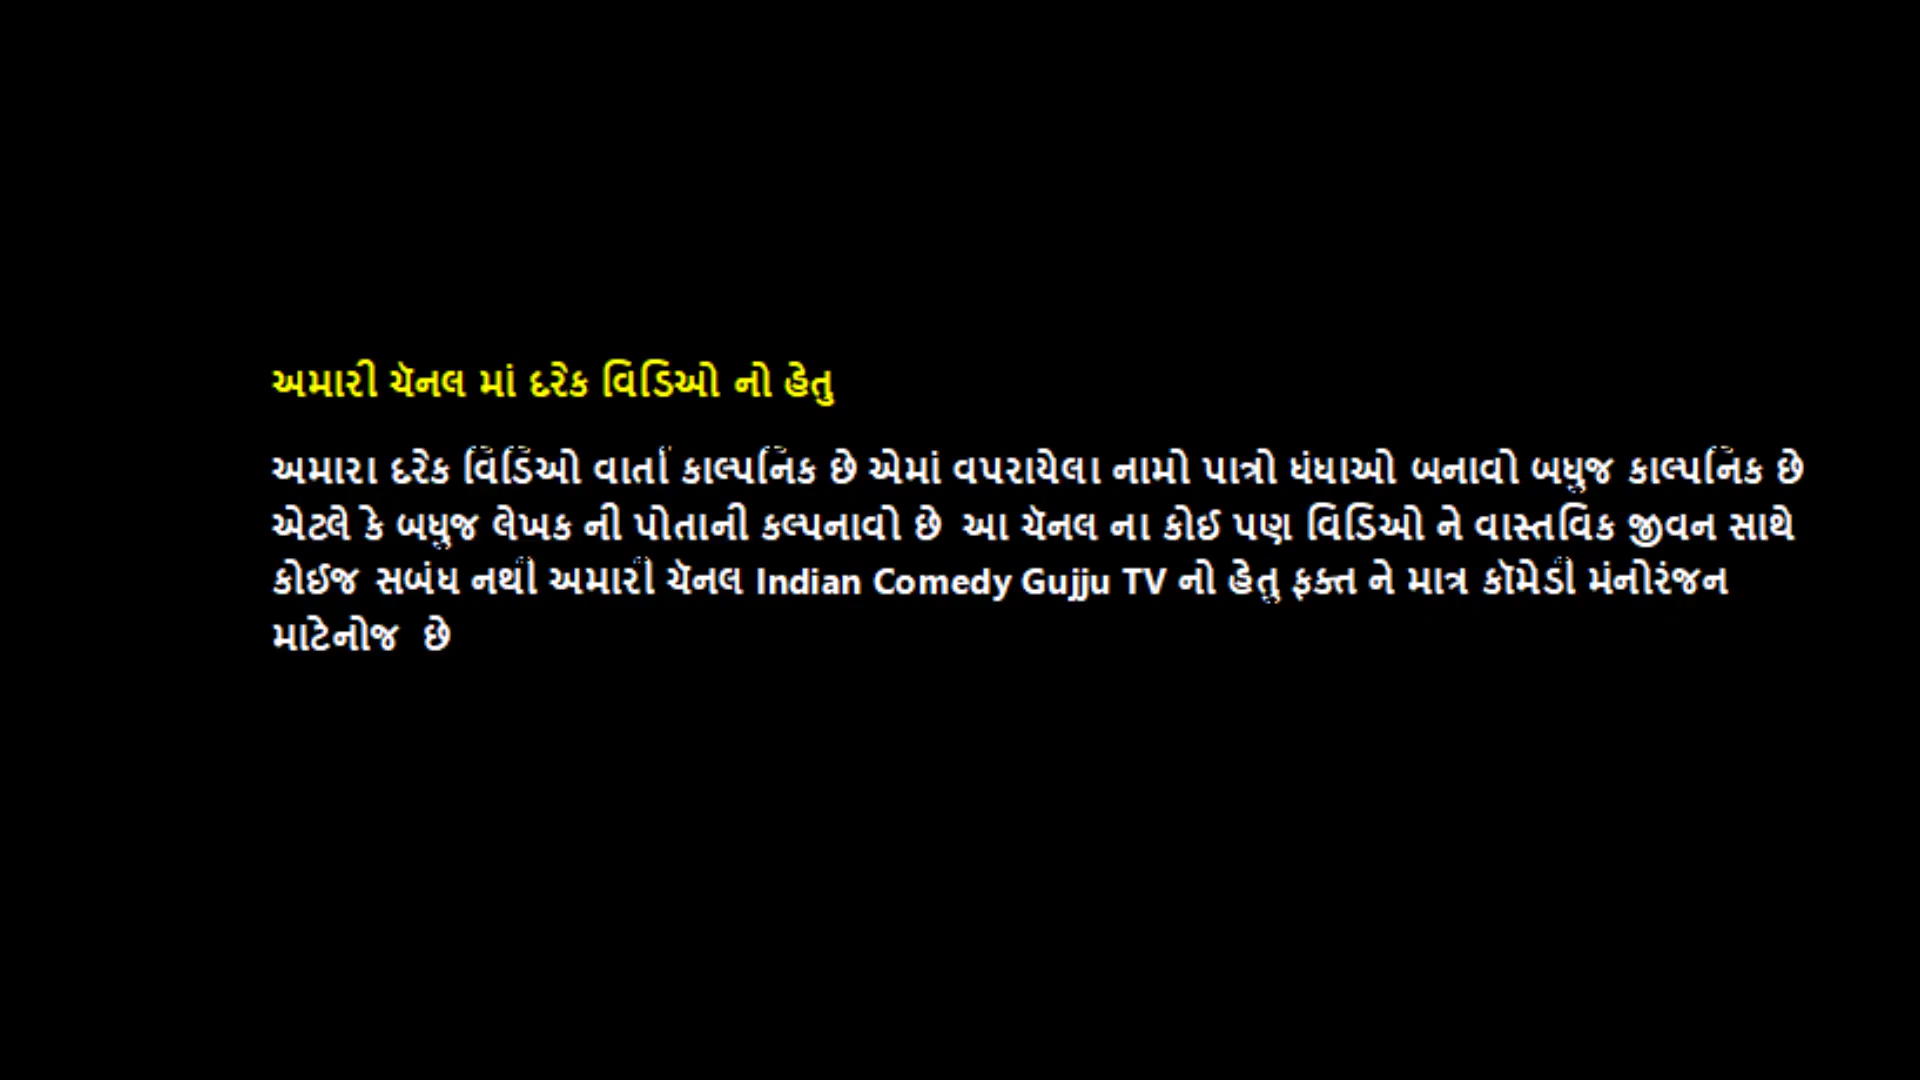 અમારી ચૅનલ માં દરેક વિડિઓ નો હેતુ
અમારા દરેક વિડિઓ વાર્તા કાલ્પનિક છે એમાં વપરાયેલા નામો પાત્રો ધંધાઓ બનાવો બધુજ કાલ્પનિક છે
એટલે કે બધુજ લેખક ની પોતાની કલ્પનાવો છે આ ચૅનલ ના કોઈ પણ વિડિઓ ને વાસ્તવિક જીવન સાથે
કોઈજ સબંધ નથી અમારી ચૅનલ Indian Comedy Gujju TV નો હેતુ ફક્ત ને માત્ર કૉમેડી મંનોરંજન
માટેનોજ છે